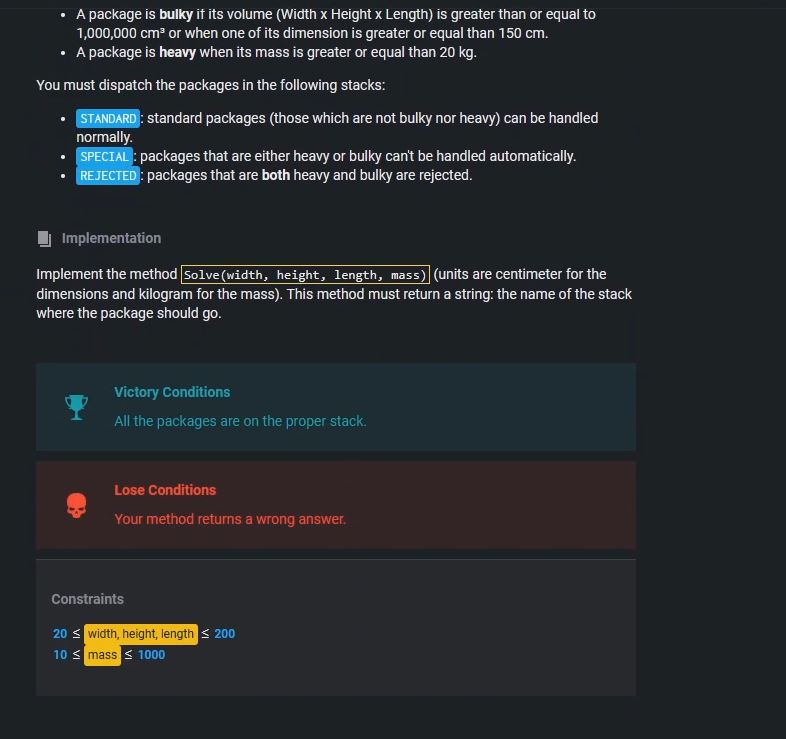 • A package is bulky if its volume (Width x Height x Length) is greater than or equal to
1,000,000 cm³ or when one of its dimension is greater or equal than 150 cm.
• A package is heavy when its mass is greater or equal than 20 kg.
You must dispatch the packages in the following stacks:
• STANDARD: standard packages (those which are not bulky nor heavy) can be handled
normally.
• SPECIAL: packages that are either heavy or bulky can't be handled automatically.
• REJECTED: packages that are both heavy and bulky are rejected.
Implementation
Implement the method Solve(width, height, length, mass) (units are centimeter for the
dimensions and kilogram for the mass). This method must return a string: the name of the stack
where the package should go.
Victory Conditions
All the packages are on the proper stack.
Lose Conditions
Your method returns a wrong answer.
Constraints
20 ≤ width, height, length ≤ 200
10 ≤ mass ≤ 1000